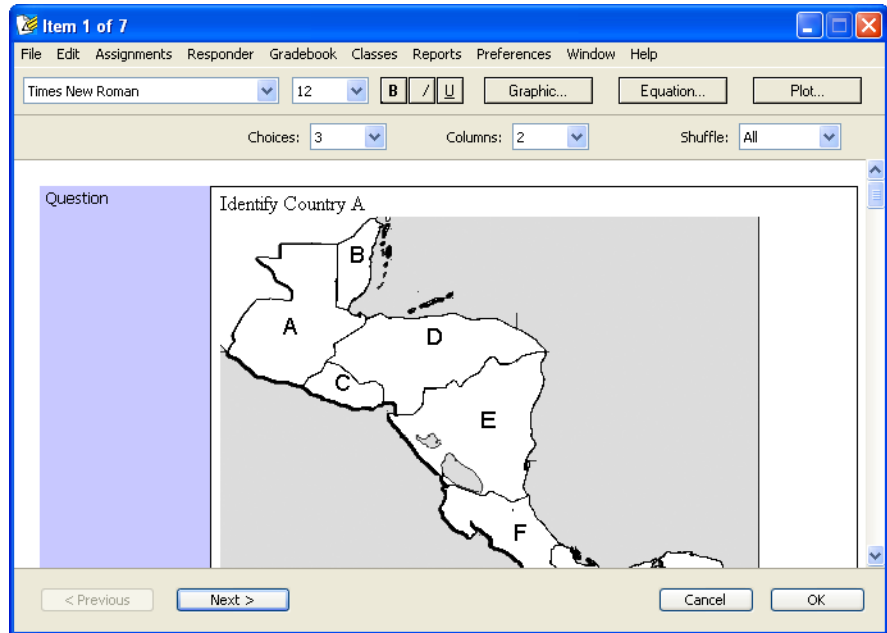 Item 1 of 7
File Edit Assignments Responder Gradebook Classes Reports Preferences Window Help
Times New Roman 12 B I U Graphic... Equation... Plot...
Choices: 3 Columns: 2 Shuffle: All
Question
Identify Country A
B
A
D
C
E
F
< Previous Next > Cancel OK